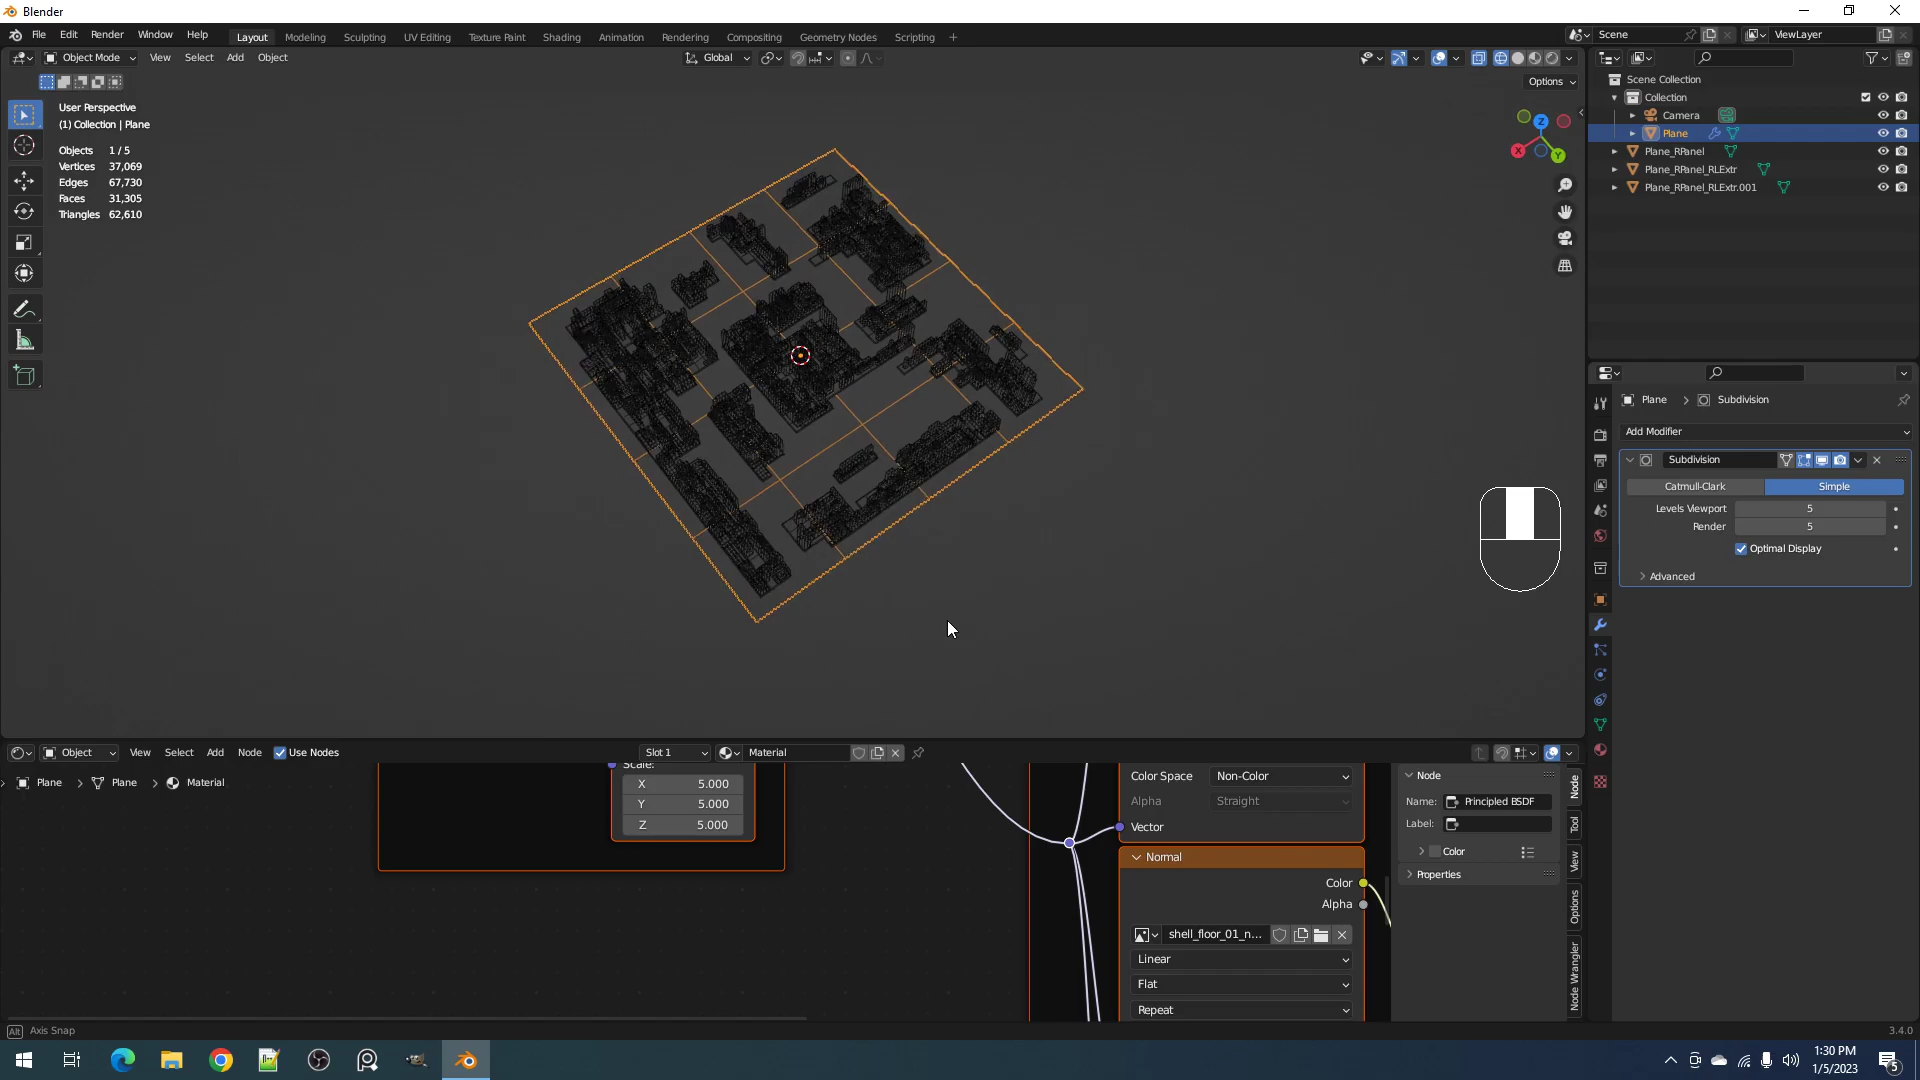 Blender
File Edit Render Window Help
Layout Modeling Sculpting UV Editing Texture Paint Shading Animation Rendering Compositing Geometry Nodes Scripting +
Scene
ViewLayer
Object Mode View Select Add Object
Global
Options
User Perspective
(1) Collection | Plane
Objects 1 / 5
Vertices 37,069
Edges 67,730
Faces 31,305
Triangles 62,610
Z
X
Y
Scene Collection
Collection
Camera
Plane
Plane_RPanel
Plane_RPanel_RLExtr
Plane_RPanel_RLExtr.001
Plane > Subdivision
Add Modifier
Subdivision
Catmull-Clark Simple
Levels Viewport 5
Render 5
Optimal Display
Advanced
Object View Select Add Node Use Nodes
Slot 1
Material
Plane > Plane > Material
Scale:
X 5.000
Y 5.000
Z 5.000
Color Space Non-Color
Alpha Straight
Vector
Normal
Color
Alpha
shell_floor_01_n...
Linear
Flat
Repeat
Node
Name: Principled BSDF
Label:
Color
Properties
Node
Tool
View
Options
Node Wrangler
Alt Axis Snap
3.4.0
1:30 PM
1/5/2023
5